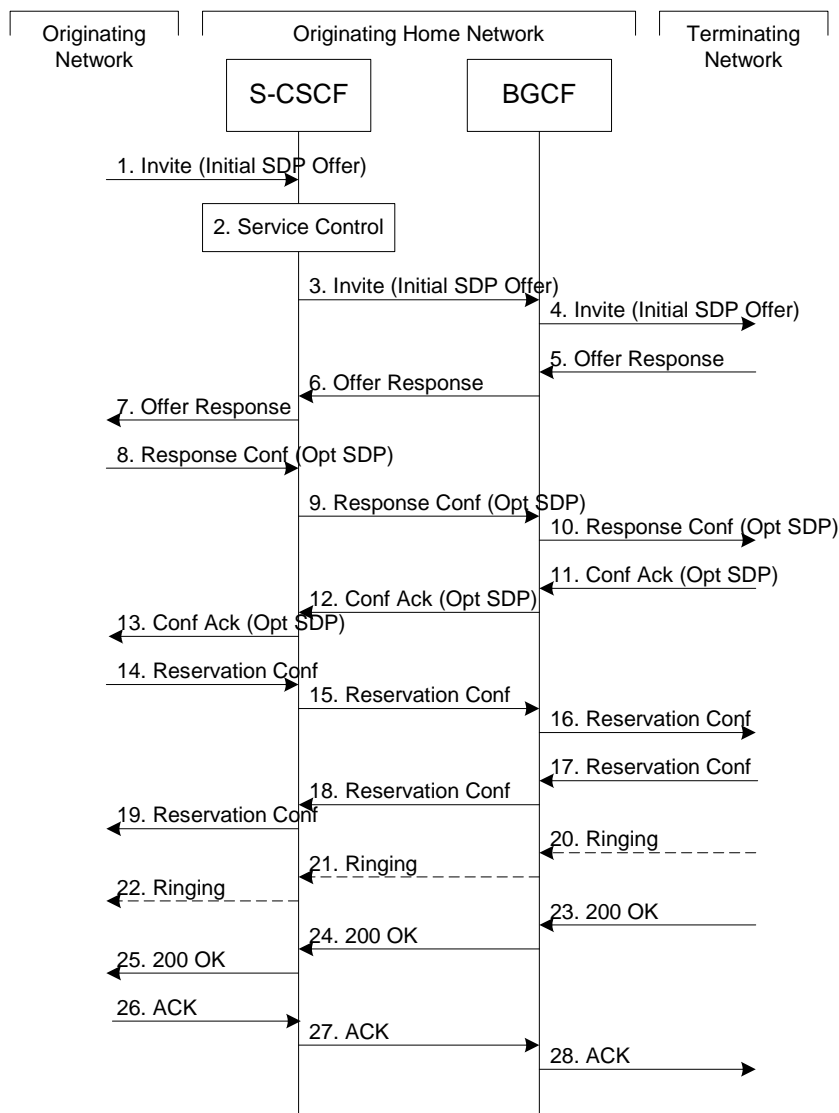 Originating
Network
Originating Home Network
Terminating
Network
S-CSCF
BGCF
1. Invite (Initial SDP Offer)
2. Service Control
3. Invite (Initial SDP Offer)
4. Invite (Initial SDP Offer)
5. Offer Response
6. Offer Response
7. Offer Response
8. Response Conf (Opt SDP)
9. Response Conf (Opt SDP)
10. Response Conf (Opt SDP)
11. Conf Ack (Opt SDP)
12. Conf Ack (Opt SDP)
13. Conf Ack (Opt SDP)
14. Reservation Conf
15. Reservation Conf
16. Reservation Conf
17. Reservation Conf
18. Reservation Conf
19. Reservation Conf
20. Ringing
21. Ringing
22. Ringing
23. 200 OK
24. 200 OK
25. 200 OK
26. ACK
27. ACK
28. ACK